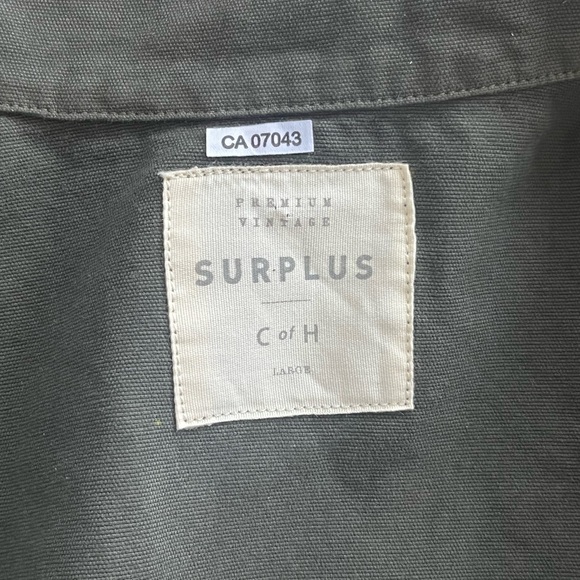 CA 07043
PREMIUM
VINTAGE
SURPLUS
C of H
LARGE